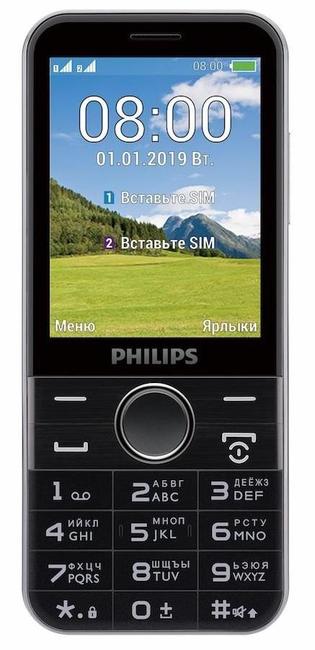 1 2 08:00
08:00
01.01.2019 Вт.
1 Вставьте SIM
2 Вставьте SIM
Меню Ярлыки
PHILIPS
1 2 АБВГ ABC 3 ДЕЁЖЗ DEF
4 ИЙКЛ GHI 5 МНОП JKL 6 РСТУ MNO
7 ФХЦЧ PQRS 8 ШЩЪЫ TUV 9 ЬЭЮЯ WXYZ
*. 0 ± #